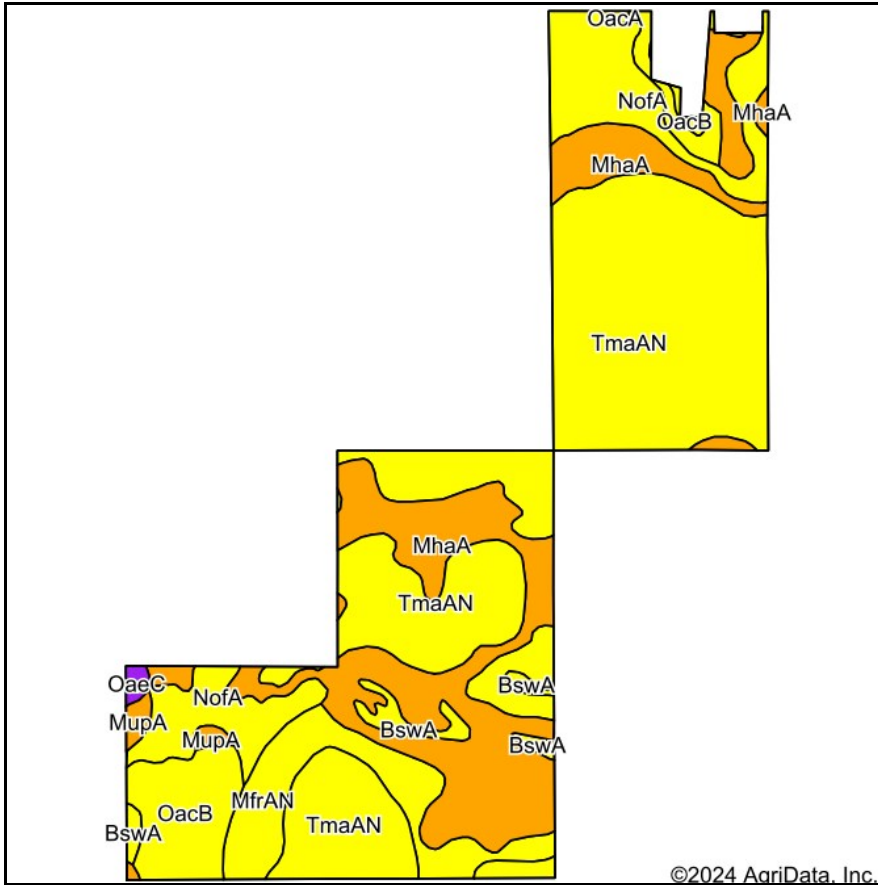 OacA
NofA
OacB
MhaA
MhaA
TmaAN
MhaA
TmaAN
OaeC
NofA
BswA
MupA
MupA
BswA
BswA
MfrAN
OacB
TmaAN
BswA
©2024 AgriData, Inc.